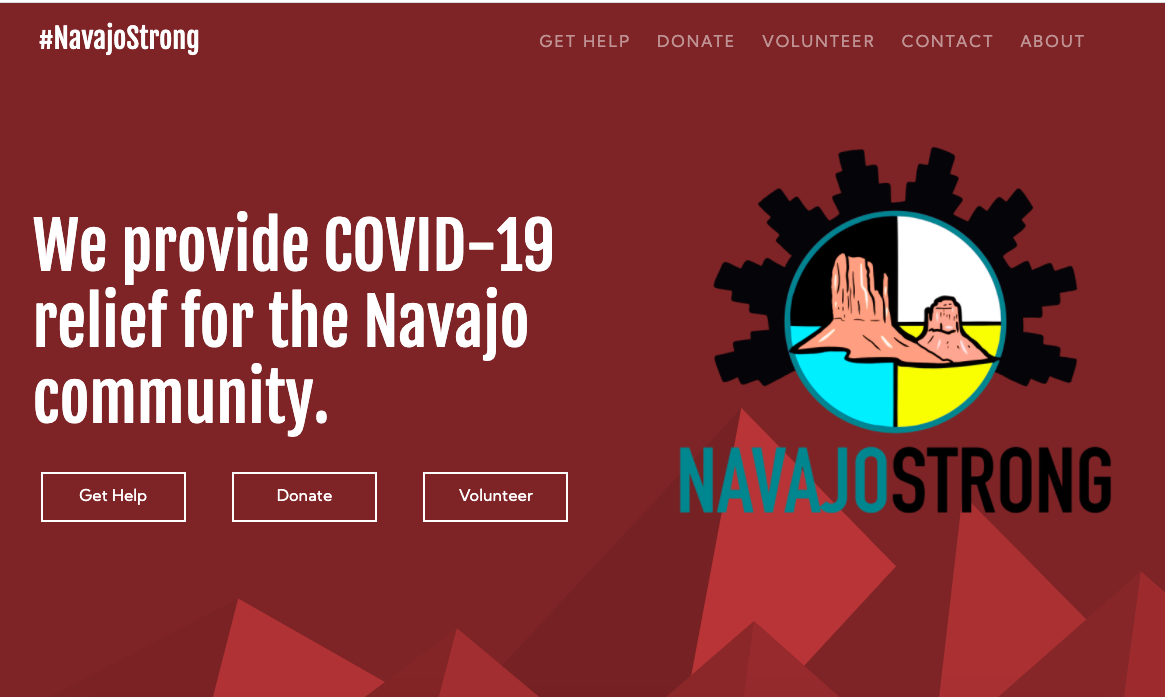 #NavajoStrong
GET HELP DONATE VOLUNTEER CONTACT ABOUT
We provide COVID-19
relief for the Navajo
community.
Get Help Donate Volunteer
NAVAJOSTRONG